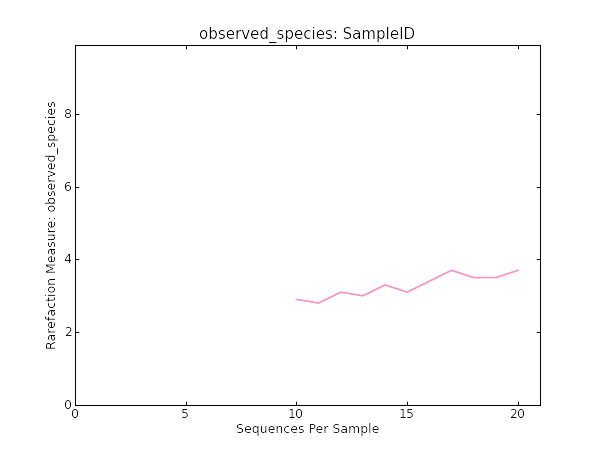 observed_species: SampleID
Rarefaction Measure: observed_species
8
6
4
2
0
0 5 10 15 20
Sequences Per Sample